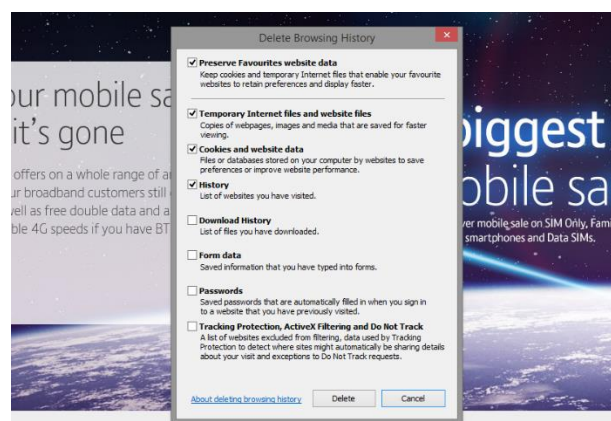 Delete Browsing History
Preserve Favourites website data
Keep cookies and temporary Internet files that enable your favourite
websites to retain preferences and display faster.
Temporary Internet files and website files
Copies of webpages, images and media that are saved for faster
viewing.
Cookies and website data
Files or databases stored on your computer by websites to save
preferences or improve website performance.
History
List of websites you have visited.
Download History
List of files you have downloaded.
Form data
Saved information that you have typed into forms.
Passwords
Saved passwords that are automatically filled in when you sign in
to a website that you have previously visited.
Tracking Protection, ActiveX Filtering and Do Not Track
A list of websites excluded from filtering, data used by Tracking
Protection to detect where sites might automatically be sharing details
about your visit and exceptions to Do Not Track requests.
About deleting browsing history
Delete
Cancel
our mobile sa
it's gone
offers on a whole range of a
ur broadband customers still
well as free double data and a
ble 4G speeds if you have BT
biggest
obile sa
ver mobile sale on SIM Only, Fami
smartphones and Data SIMs.